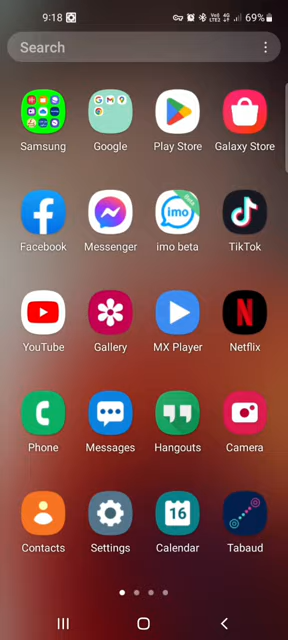 9:18
69%
Search
Samsung Google Play Store Galaxy Store
Facebook Messenger imo beta TikTok
YouTube Gallery MX Player Netflix
Phone Messages Hangouts Camera
16
Contacts Settings Calendar Tabaud